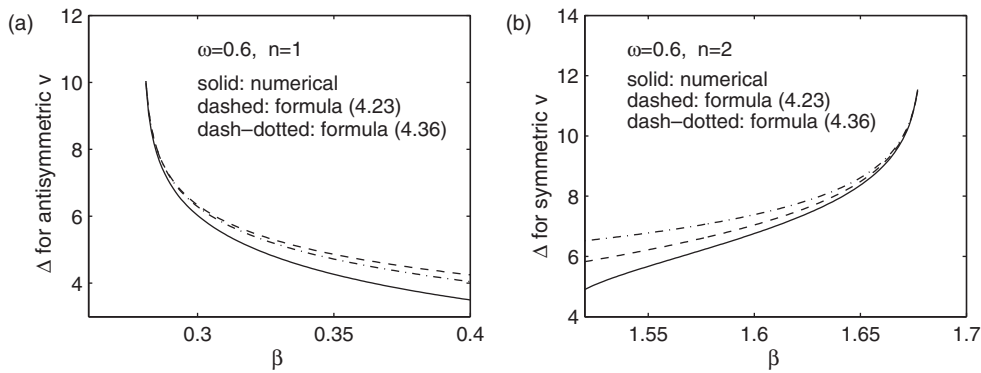 (a)
12
10
8
6
4
Δ for antisymmetric v
ω=0.6, n=1
solid: numerical
dashed: formula (4.23)
dash–dotted: formula (4.36)
0.3
0.35
0.4
β
(b)
14
12
10
8
6
4
Δ for symmetric v
ω=0.6, n=2
solid: numerical
dashed: formula (4.23)
dash–dotted: formula (4.36)
1.55
1.6
1.65
1.7
β